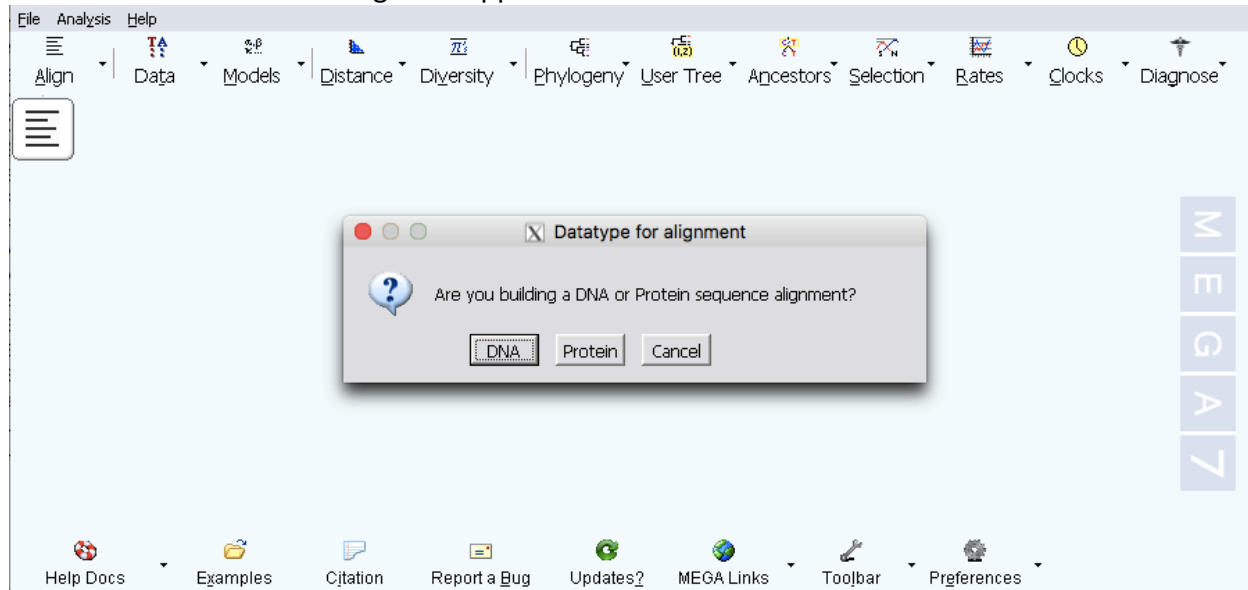 File Analysis Help
Align Data Models Distance Diversity Phylogeny User Tree Ancestors Selection Rates Clocks Diagnose
X Datatype for alignment
Are you building a DNA or Protein sequence alignment?
DNA Protein Cancel
M
E
G
A
7
Help Docs Examples Citation Report a Bug Updates? MEGA Links Toolbar Preferences